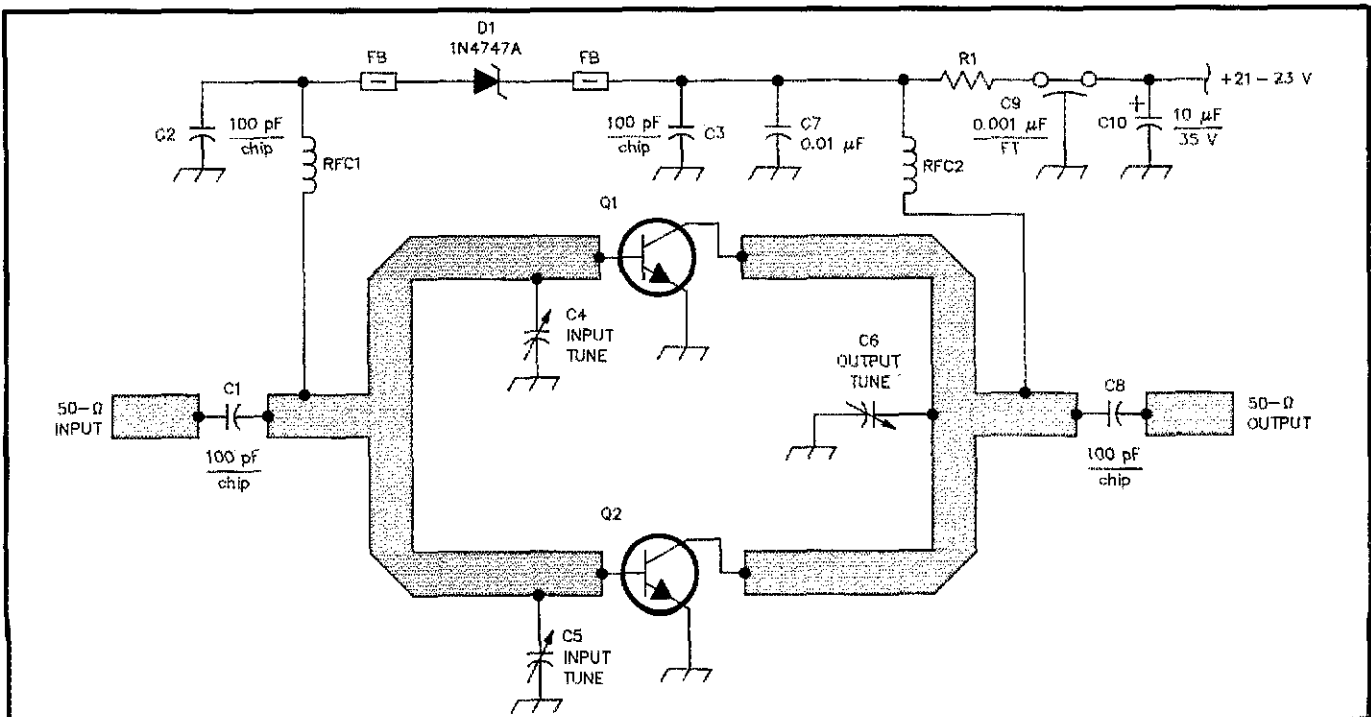 D1
1N4747A
FB
FB
R1
+21-23 V
C2
100 pF
chip
RFC1
100 pF
chip
C3
C7
0.01 µF
RFC2
C9
0.001 µF
FT
+
C10
10 µF
35 V
Q1
C4
INPUT
TUNE
C6
OUTPUT
TUNE
50-Ω
INPUT
C1
100 pF
chip
C8
100 pF
chip
50-Ω
OUTPUT
Q2
C5
INPUT
TUNE